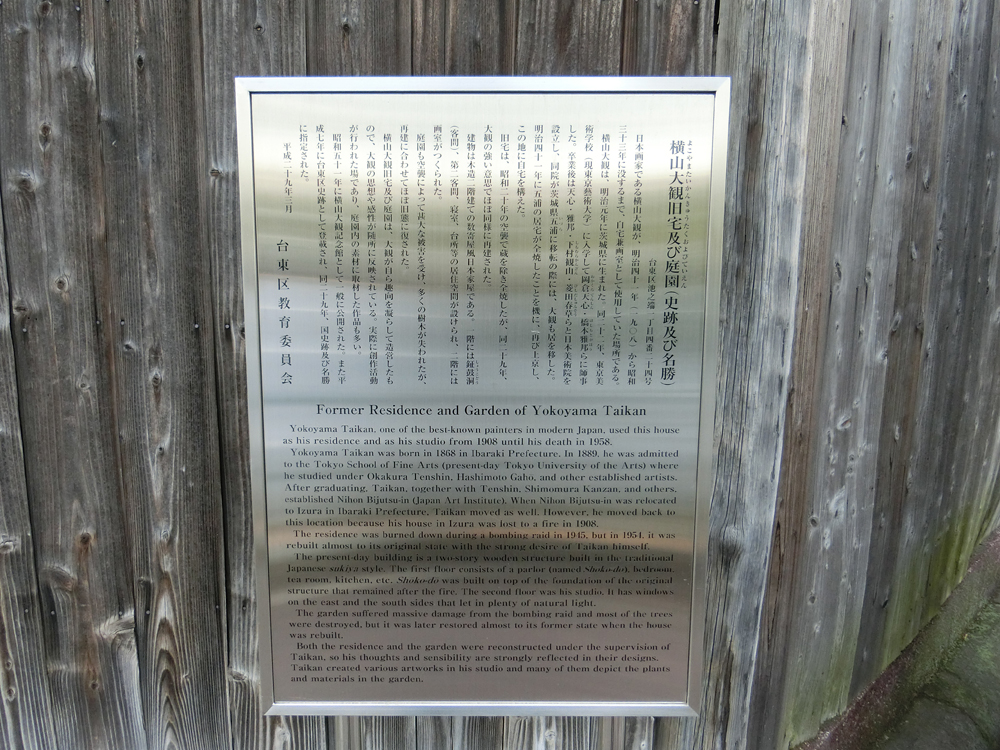 横山大観旧宅及び庭園（史跡及び名勝）
よこやまたいかんきゅうたくおよびていえん
台東区池之端一丁目四番二十四号
日本画家である横山大観が、明治四十一年（一九〇八）から昭和
三十三年に没するまで、自宅兼画室として使用していた場所である。
横山大観は、明治元年に茨城県に生まれた。同二十二年、東京美
術学校（現東京藝術大学）に入学して岡倉天心・橋本雅邦らに師事
した。卒業後は天心・雅邦・下村観山・菱田春草らと日本美術院を
設立し、同院が茨城県五浦に移転の際には、大観も居を移した。
明治四十一年に五浦の居宅が全焼したことを機に、再び上京し、
この地に自宅を構えた。
旧宅は、昭和二十年の空襲で蔵を除き全焼したが、同二十九年、
大観の強い意思でほぼ同様に再建された。
建物は木造二階建ての数寄屋風日本家屋である。一階には鉦鼓洞
（客間）、第二客間、寝室、台所等の居住空間が設けられ、二階には
画室がつくられた。
庭園も空襲によって甚大な被害を受け、多くの樹木が失われたが、
再建に合わせてほぼ旧態に復された。
横山大観旧宅及び庭園は、大観が自ら趣向を凝らして造営したも
ので、大観の思想や感性が随所に反映されている。実際に創作活動
が行われた場であり、庭園内の素材に取材した作品も多い。
昭和五十一年に横山大観記念館として一般に公開された。また平
成七年に台東区史跡として登載され、同二十九年、国史跡及び名勝
に指定された。
平成二十九年三月
台東区教育委員会
Former Residence and Garden of Yokoyama Taikan
Yokoyama Taikan, one of the best-known painters in modern Japan, used this house
as his residence and as his studio from 1908 until his death in 1958.
Yokoyama Taikan was born in 1868 in Ibaraki Prefecture. In 1889, he was admitted
to the Tokyo School of Fine Arts (present-day Tokyo University of the Arts) where
he studied under Okakura Tenshin, Hashimoto Gaho, and other established artists.
After graduating, Taikan, together with Tenshin, Shimomura Kanzan, and others,
established Nihon Bijutsu-in (Japan Art Institute). When Nihon Bijutsu-in was relocated
to Izura in Ibaraki Prefecture, Taikan moved as well. However, he moved back to
this location because his house in Izura was lost to a fire in 1908.
The residence was burned down during a bombing raid in 1945, but in 1954, it was
rebuilt almost to its original state with the strong desire of Taikan himself.
The present-day building is a two-story wooden structure built in the traditional
Japanese sukiya style. The first floor consists of a parlor (named Shoko-do), bedroom,
tea room, kitchen, etc. Shoko-do was built on top of the foundation of the original
structure that remained after the fire. The second floor was his studio. It has windows
on the east and the south sides that let in plenty of natural light.
The garden suffered massive damage from the bombing raid and most of the trees
were destroyed, but it was later restored almost to its former state when the house
was rebuilt.
Both the residence and the garden were reconstructed under the supervision of
Taikan, so his thoughts and sensibility are strongly reflected in their designs.
Taikan created various artworks in his studio and many of them depict the plants
and materials in the garden.